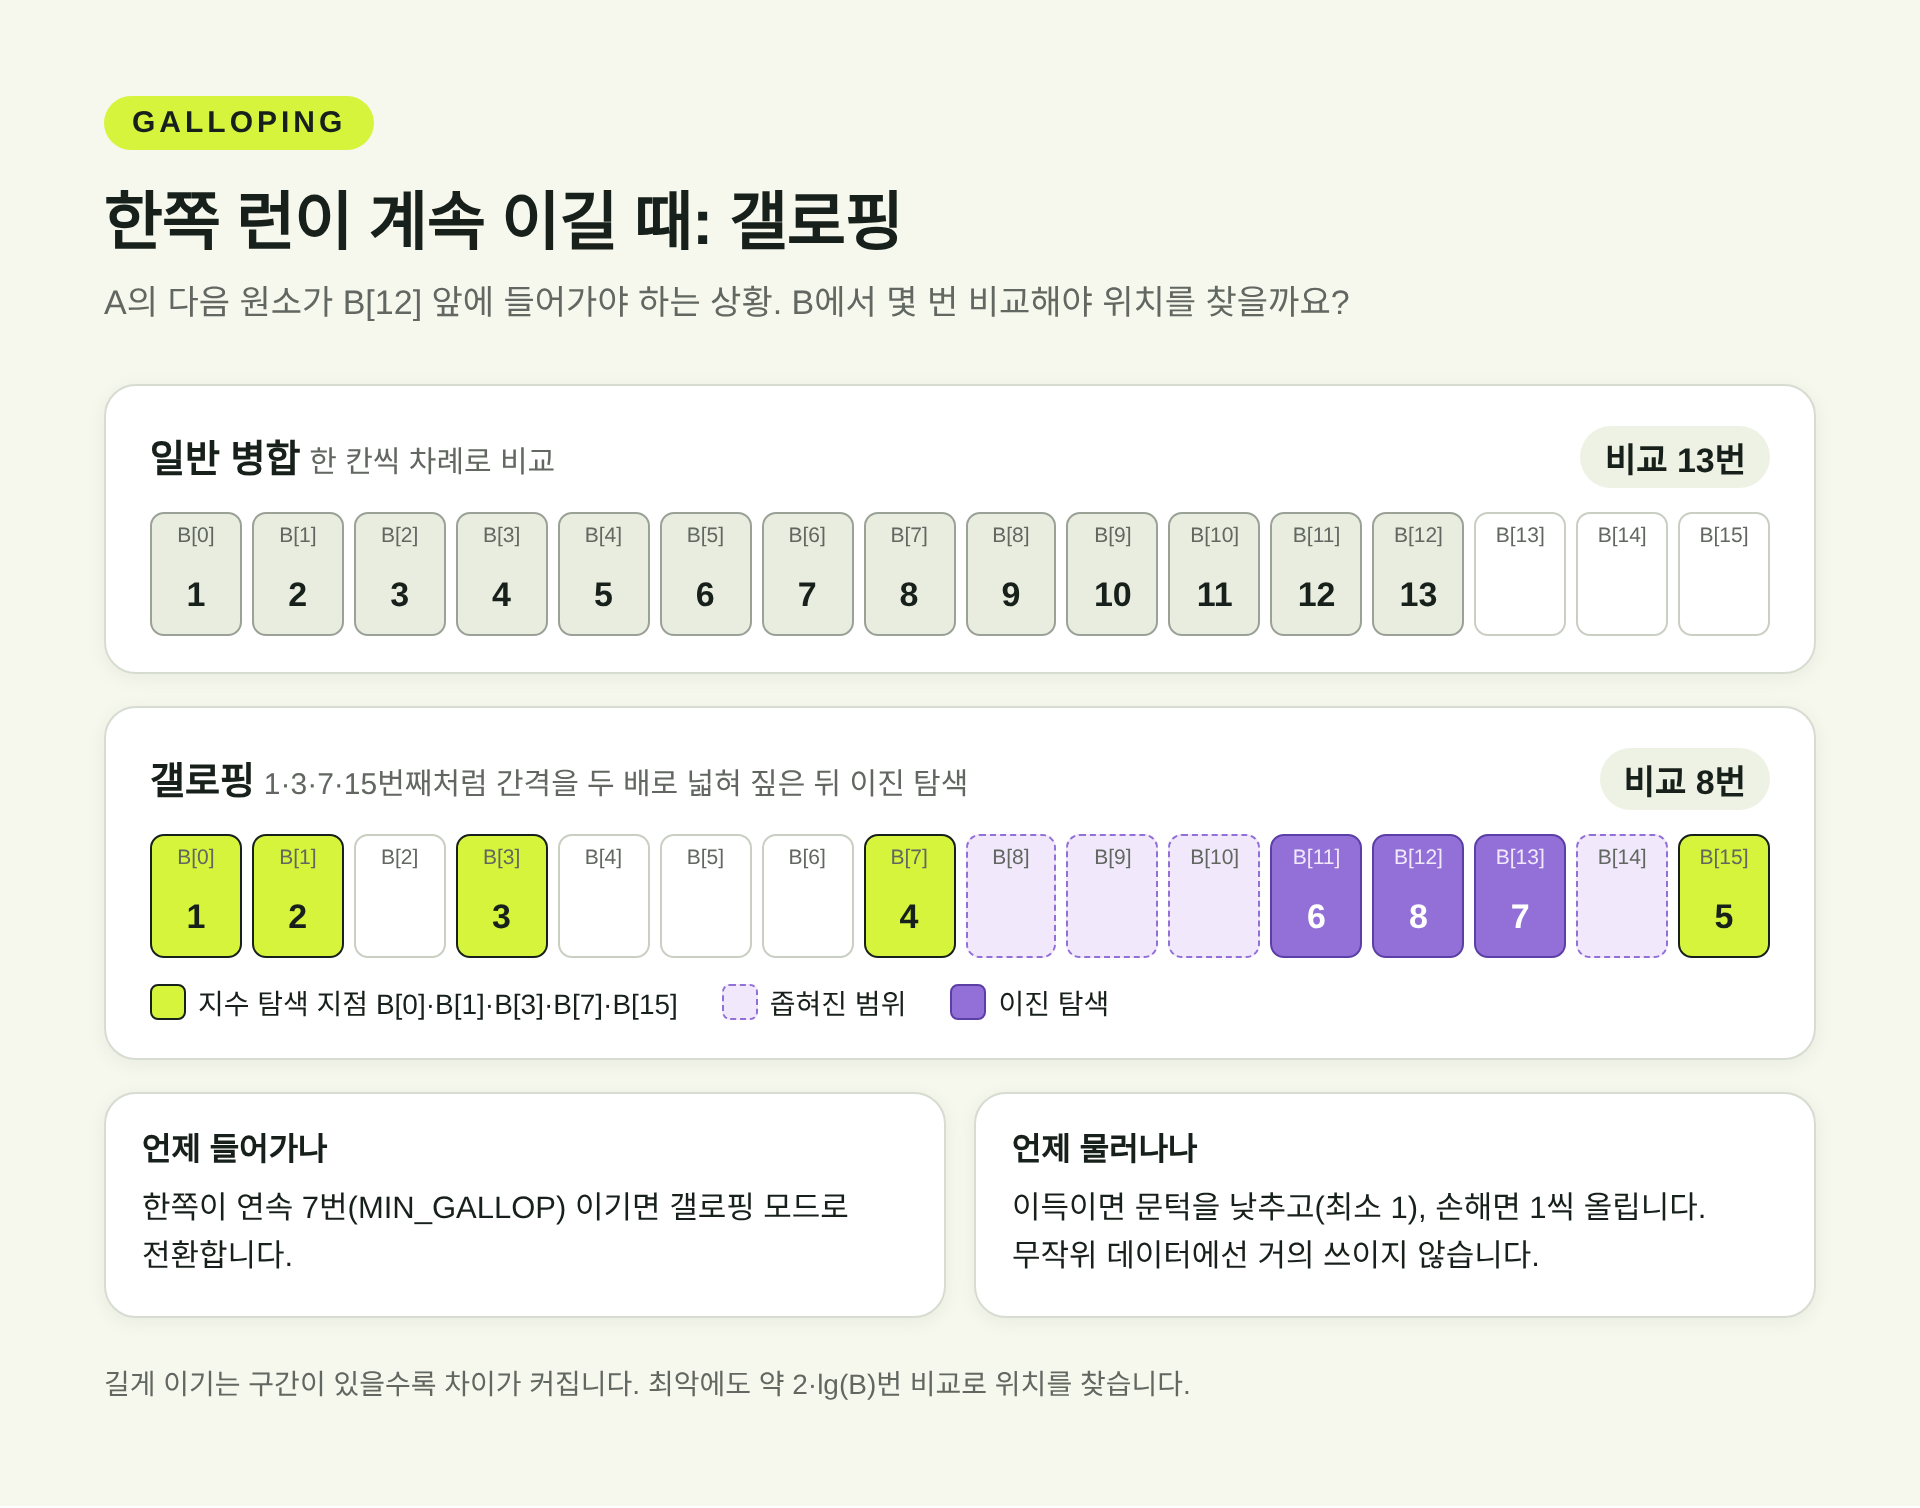 GALLOPING
한쪽 런이 계속 이길 때: 갤로핑
A의 다음 원소가 B[12] 앞에 들어가야 하는 상황. B에서 몇 번 비교해야 위치를 찾을까요?
일반 병합 한 칸씩 차례로 비교
비교 13번
B[0] B[1] B[2] B[3] B[4] B[5] B[6] B[7] B[8] B[9] B[10] B[11] B[12] B[13] B[14] B[15]
1 2 3 4 5 6 7 8 9 10 11 12 13
갤로핑 1·3·7·15번째처럼 간격을 두 배로 넓혀 짚은 뒤 이진 탐색
비교 8번
B[0] B[1] B[2] B[3] B[4] B[5] B[6] B[7] B[8] B[9] B[10] B[11] B[12] B[13] B[14] B[15]
1 2 3 4 6 8 7 5
지수 탐색 지점 B[0]·B[1]·B[3]·B[7]·B[15] 좁혀진 범위 이진 탐색
언제 들어가나
한쪽이 연속 7번(MIN_GALLOP) 이기면 갤로핑 모드로
전환합니다.
언제 물러나나
이득이면 문턱을 낮추고(최소 1), 손해면 1씩 올립니다.
무작위 데이터에선 거의 쓰이지 않습니다.
길게 이기는 구간이 있을수록 차이가 커집니다. 최악에도 약 2·lg(B)번 비교로 위치를 찾습니다.